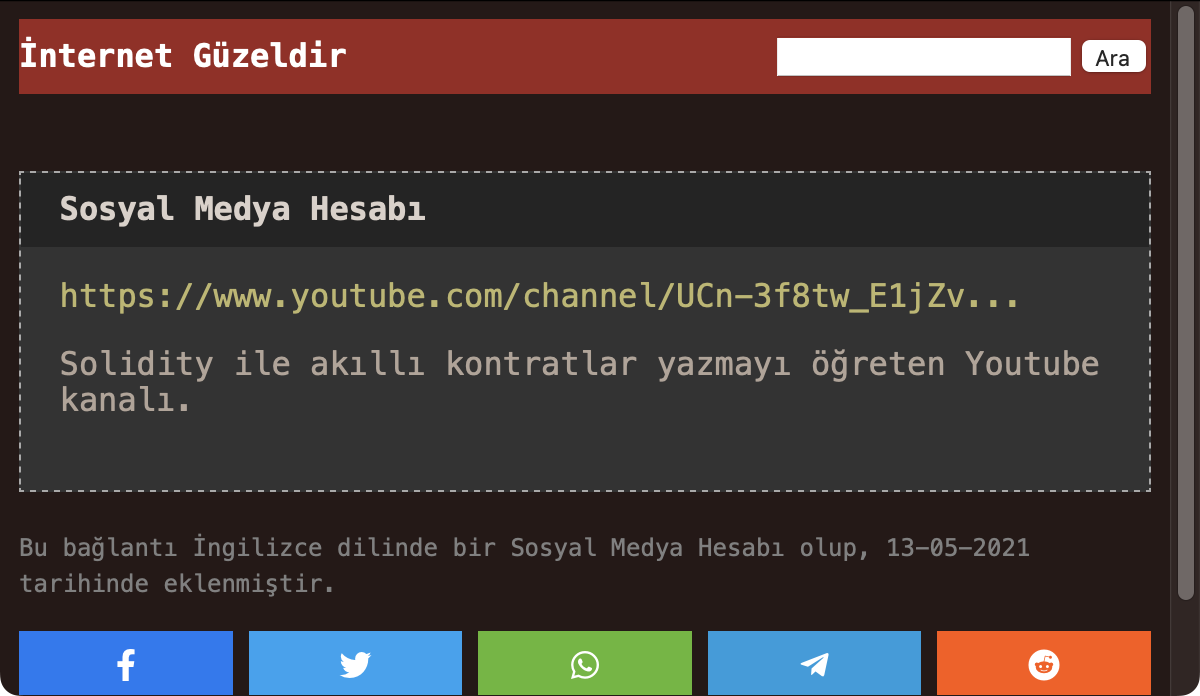 İnternet Güzeldir
Ara
Sosyal Medya Hesabı
https://www.youtube.com/channel/UCn-3f8tw_E1jZv...
Solidity ile akıllı kontratlar yazmayı öğreten Youtube
kanalı.
Bu bağlantı İngilizce dilinde bir Sosyal Medya Hesabı olup, 13-05-2021
tarihinde eklenmiştir.